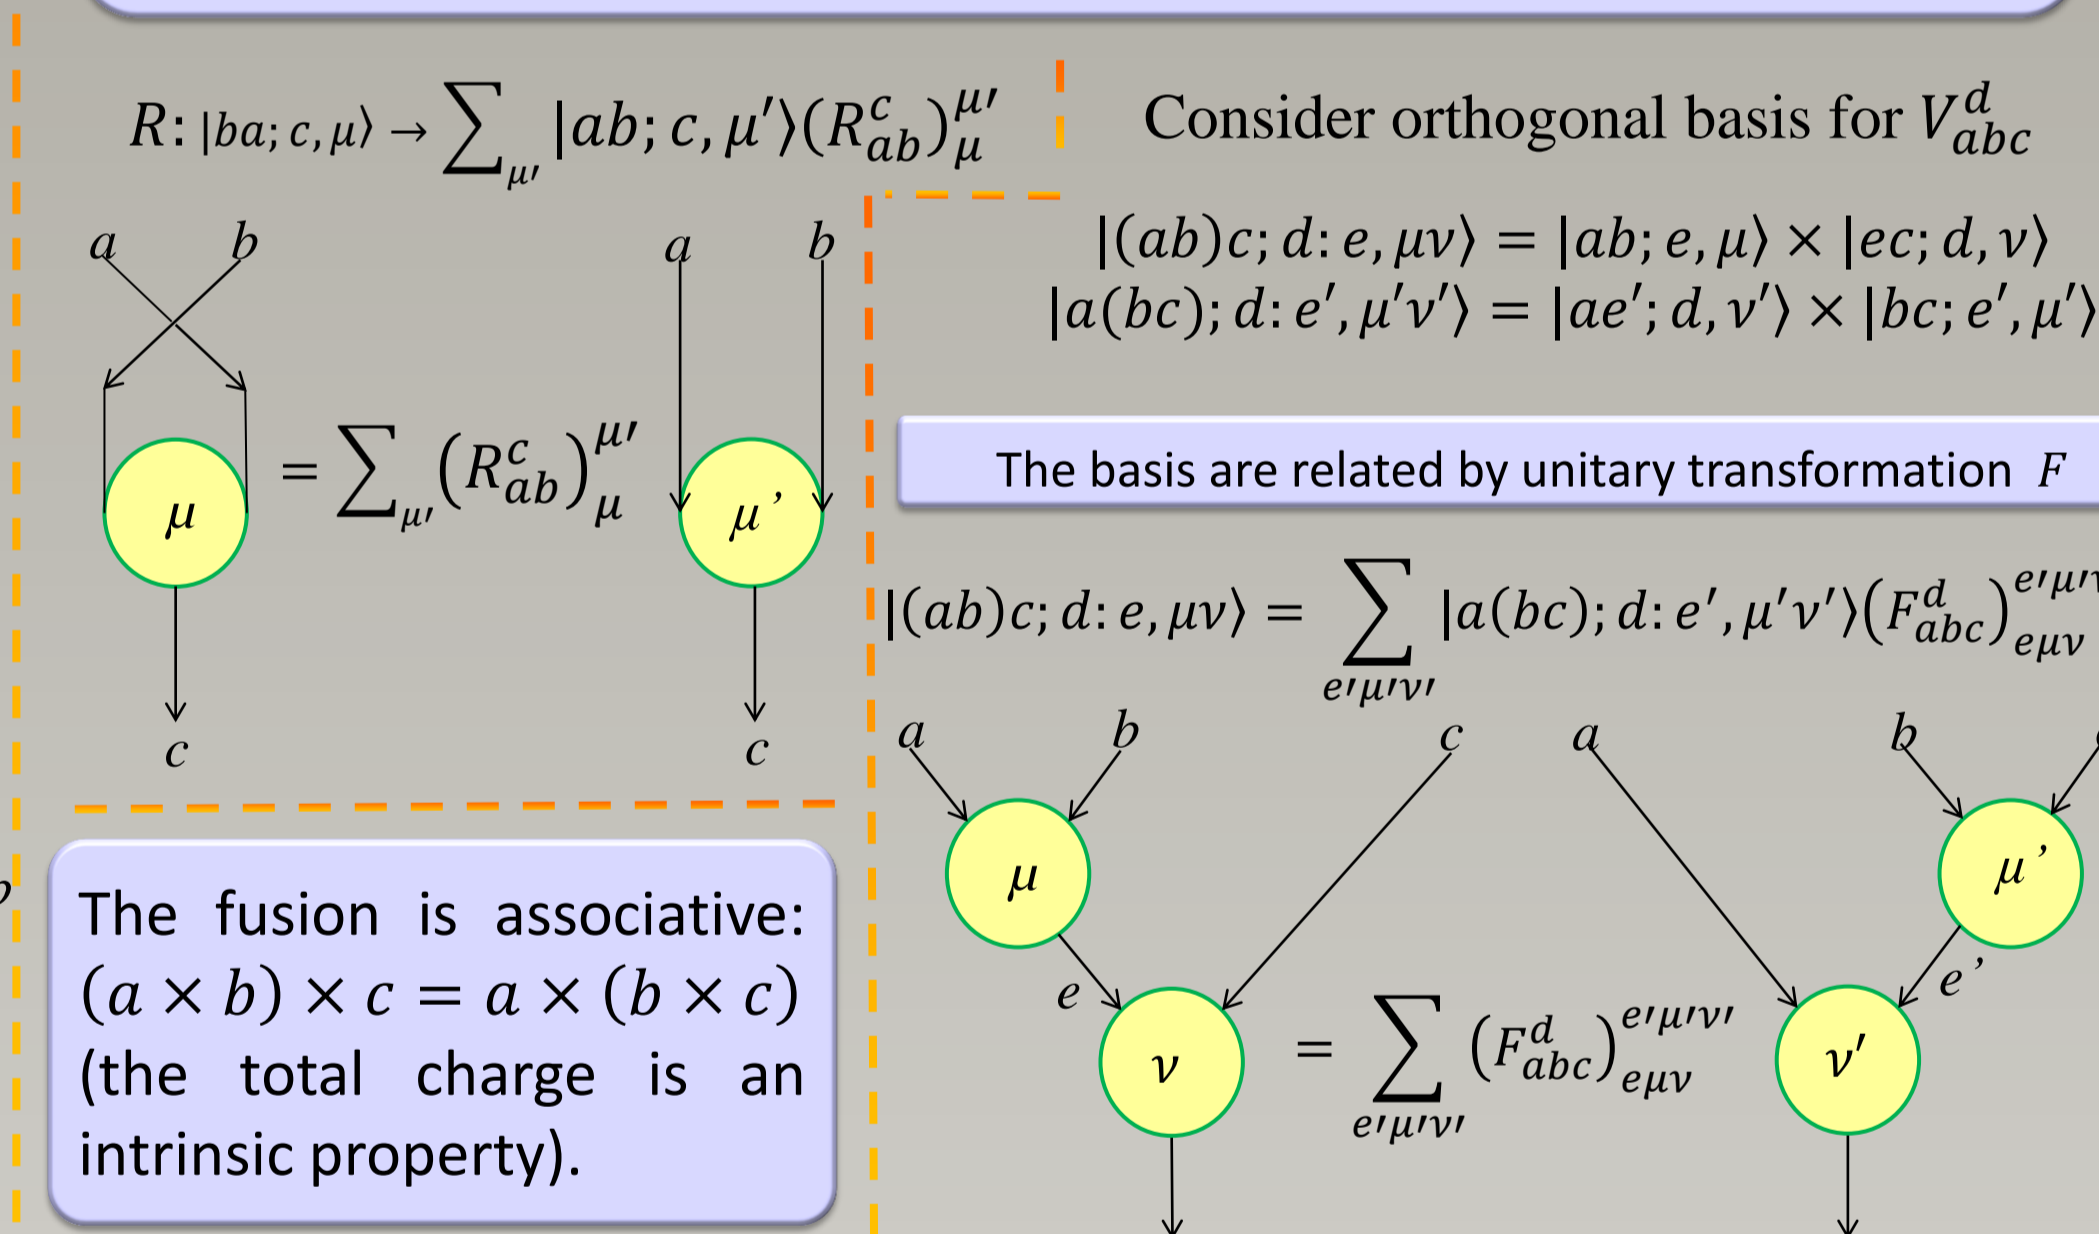 R: |ba; c, μ⟩ → ∑_{μ′} |ab; c, μ′⟩(R^c_{ab})^{μ′}_μ
a b
a b
μ
= ∑_{μ′} (R^c_{ab})^{μ′}_μ
μ’
c
c
The fusion is associative:
(a × b) × c = a × (b × c)
(the total charge is an
intrinsic property).
Consider orthogonal basis for V^d_{abc}
|(ab)c; d: e, μν⟩ = |ab; e, μ⟩ × |ec; d, ν⟩
|a(bc); d: e′, μ′ν′⟩ = |ae′; d, ν′⟩ × |bc; e′, μ′⟩
The basis are related by unitary transformation F
|(ab)c; d: e, μν⟩ = ∑_{e′μ′ν′} |a(bc); d: e′, μ′ν′⟩(F^d_{abc})^{e′μ′}_{eμν}
a b c a b
μ
μ’
e
e’
ν
= ∑_{e′μ′ν′} (F^d_{abc})^{e′μ′ν′}_{eμν}
ν′